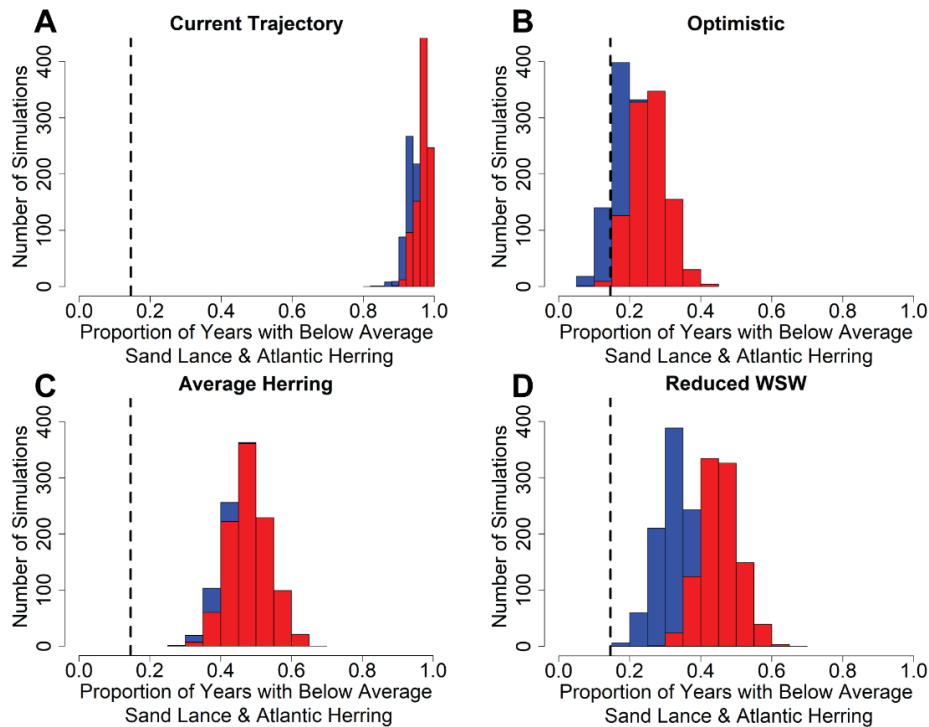 A
Current Trajectory
Number of Simulations
400
300
200
100
0
0.0 0.2 0.4 0.6 0.8 1.0
Proportion of Years with Below Average
Sand Lance & Atlantic Herring
B
Optimistic
Number of Simulations
400
300
200
100
0
0.0 0.2 0.4 0.6 0.8 1.0
Proportion of Years with Below Average
Sand Lance & Atlantic Herring
C
Average Herring
Number of Simulations
400
300
200
100
0
0.0 0.2 0.4 0.6 0.8 1.0
Proportion of Years with Below Average
Sand Lance & Atlantic Herring
D
Reduced WSW
Number of Simulations
400
300
200
100
0
0.0 0.2 0.4 0.6 0.8 1.0
Proportion of Years with Below Average
Sand Lance & Atlantic Herring